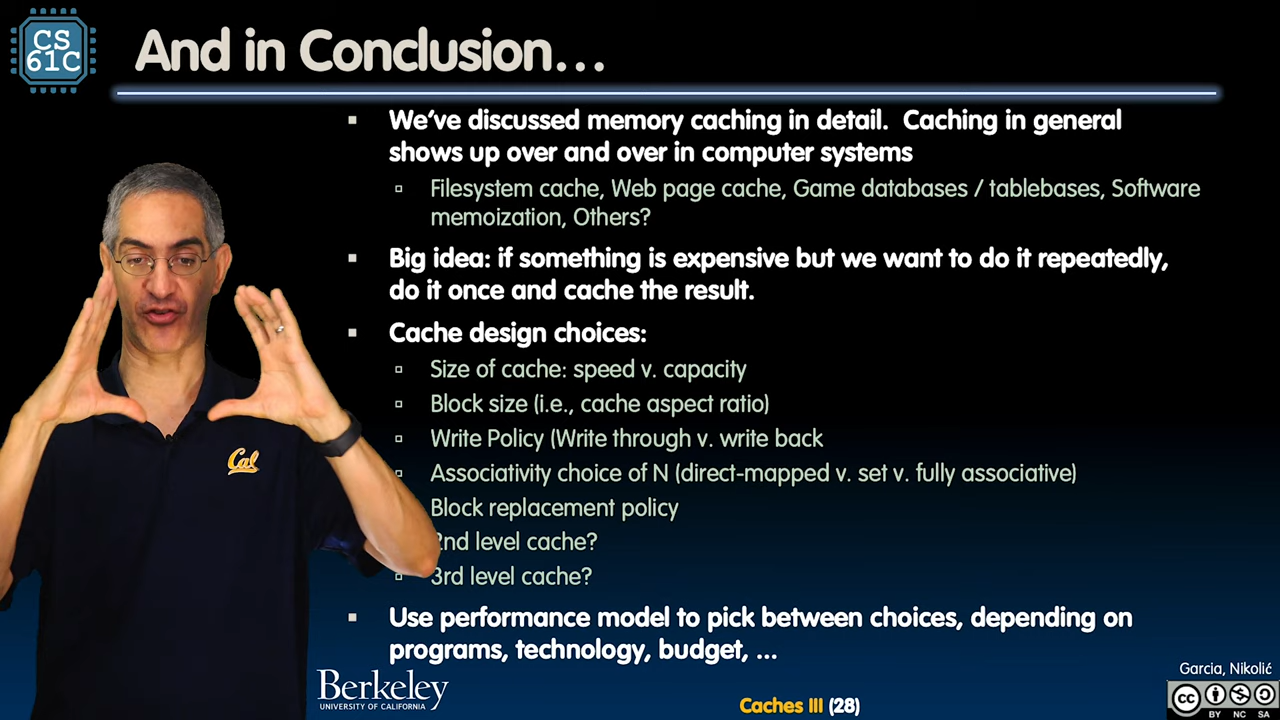 CS
61C
And in Conclusion…
We've discussed memory caching in detail. Caching in general
shows up over and over in computer systems
Filesystem cache, Web page cache, Game databases / tablebases, Software
memoization, Others?
Big idea: if something is expensive but we want to do it repeatedly,
do it once and cache the result.
Cache design choices:
Size of cache: speed v. capacity
Block size (i.e., cache aspect ratio)
Write Policy (Write through v. write back
Associativity choice of N (direct-mapped v. set v. fully associative)
Block replacement policy
2nd level cache?
3rd level cache?
Use performance model to pick between choices, depending on
programs, technology, budget, ...
Cal
Berkeley
UNIVERSITY OF CALIFORNIA
Caches III (28)
Garcia, Nikolić
cc
BY NC SA